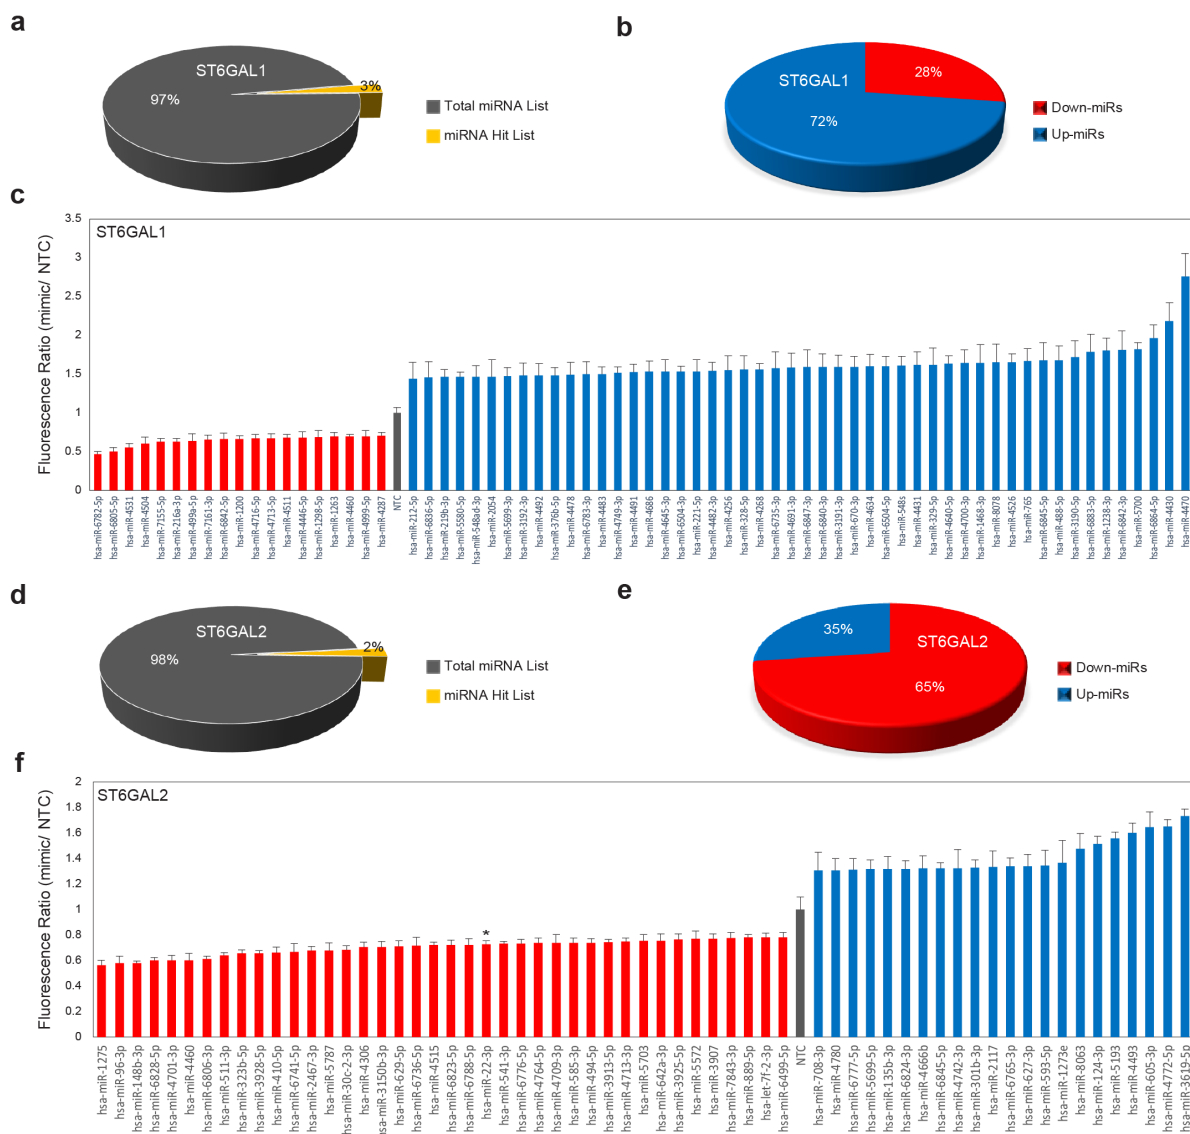 a
ST6GAL1
97%
3%
Total miRNA List
miRNA Hit List
b
ST6GAL1
28%
72%
Down-miRs
Up-miRs
c
ST6GAL1
Fluorescence Ratio (mimic/ NTC)
3.5
3
2.5
2
1.5
1
0.5
0
hsa-miR-6782-5p
hsa-miR-6805-5p
hsa-miR-4531
hsa-miR-4504
hsa-miR-7155-5p
hsa-miR-216a-3p
hsa-miR-499a-5p
hsa-miR-7161-3p
hsa-miR-6842-5p
hsa-miR-1200
hsa-miR-4716-5p
hsa-miR-4713-5p
hsa-miR-4511
hsa-miR-4446-5p
hsa-miR-1298-5p
hsa-miR-1263
hsa-miR-4460
hsa-miR-4999-5p
hsa-miR-4287
NTC
hsa-miR-212-5p
hsa-miR-6836-5p
hsa-miR-219b-3p
hsa-miR-5580-5p
hsa-miR-548ad-3p
hsa-miR-2054
hsa-miR-5699-3p
hsa-miR-3192-3p
hsa-miR-4492
hsa-miR-376b-5p
hsa-miR-4478
hsa-miR-6783-3p
hsa-miR-4483
hsa-miR-4749-3p
hsa-miR-4491
hsa-miR-4686
hsa-miR-4645-3p
hsa-miR-6504-3p
hsa-miR-221-5p
hsa-miR-4482-3p
hsa-miR-4256
hsa-miR-328-5p
hsa-miR-4268
hsa-miR-6735-3p
hsa-miR-4691-3p
hsa-miR-6847-3p
hsa-miR-6840-3p
hsa-miR-3191-3p
hsa-miR-670-3p
hsa-miR-4634
hsa-miR-6504-5p
hsa-miR-548s
hsa-miR-4431
hsa-miR-329-5p
hsa-miR-4640-5p
hsa-miR-4700-3p
hsa-miR-1468-3p
hsa-miR-8078
hsa-miR-4526
hsa-miR-765
hsa-miR-6845-5p
hsa-miR-488-5p
hsa-miR-3190-5p
hsa-miR-6883-5p
hsa-miR-1238-3p
hsa-miR-6842-3p
hsa-miR-5700
hsa-miR-6864-5p
hsa-miR-4430
hsa-miR-4470
d
ST6GAL2
98%
2%
Total miRNA List
miRNA Hit List
e
ST6GAL2
35%
65%
Down-miRs
Up-miRs
f
ST6GAL2
Fluorescence Ratio (mimic/ NTC)
2
1.8
1.6
1.4
1.2
1
0.8
0.6
0.4
0.2
0
*
hsa-miR-1275
hsa-miR-96-3p
hsa-miR-148b-3p
hsa-miR-6828-5p
hsa-miR-4701-3p
hsa-miR-4460
hsa-miR-6806-3p
hsa-miR-511-3p
hsa-miR-323b-5p
hsa-miR-3928-5p
hsa-miR-410-5p
hsa-miR-6741-5p
hsa-miR-2467-3p
hsa-miR-5787
hsa-miR-30c-2-3p
hsa-miR-4306
hsa-miR-3150b-3p
hsa-miR-629-5p
hsa-miR-6736-5p
hsa-miR-4515
hsa-miR-6823-5p
hsa-miR-6788-5p
hsa-miR-22-3p
hsa-miR-541-3p
hsa-miR-6776-5p
hsa-miR-4764-5p
hsa-miR-4709-3p
hsa-miR-585-3p
hsa-miR-494-5p
hsa-miR-3913-5p
hsa-miR-4713-3p
hsa-miR-5703
hsa-miR-642a-3p
hsa-miR-3925-5p
hsa-miR-5572
hsa-miR-3907
hsa-miR-7843-3p
hsa-miR-889-5p
hsa-let-7f-2-3p
hsa-miR-6499-5p
NTC
hsa-miR-708-3p
hsa-miR-4780
hsa-miR-6777-5p
hsa-miR-5699-5p
hsa-miR-135b-3p
hsa-miR-6824-3p
hsa-miR-4666b
hsa-miR-6845-5p
hsa-miR-4742-3p
hsa-miR-301b-3p
hsa-miR-2117
hsa-miR-6765-3p
hsa-miR-627-3p
hsa-miR-593-5p
hsa-miR-1273e
hsa-miR-8063
hsa-miR-124-3p
hsa-miR-5193
hsa-miR-4493
hsa-miR-605-3p
hsa-miR-4772-5p
hsa-miR-3619-5p